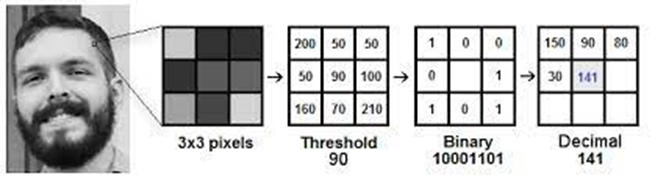 200 50 50
50 90 100
160 70 210
1 0 0
0 1
1 0 1
150 90 80
30 141
3x3 pixels
Threshold
90
Binary
10001101
Decimal
141